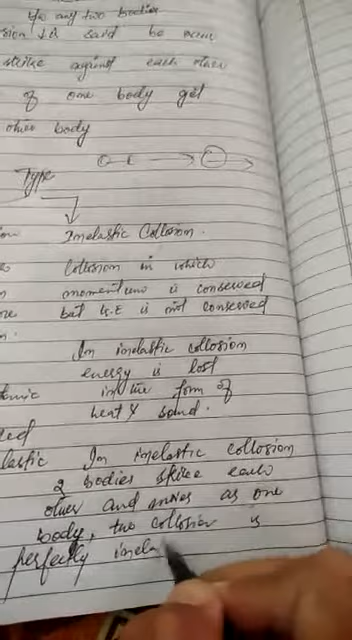 any two bodies
said be
strike against each other
of one body get
other body
Type
Inelastic Collision.
Collision in which
momentum is conserved
but K.E is not conserved
In inelastic collision
energy is lost
in the form of
heat & sound.
In inelastic collision
2 bodies strike each
other and moves as one
body, the collision is
perfectly inela